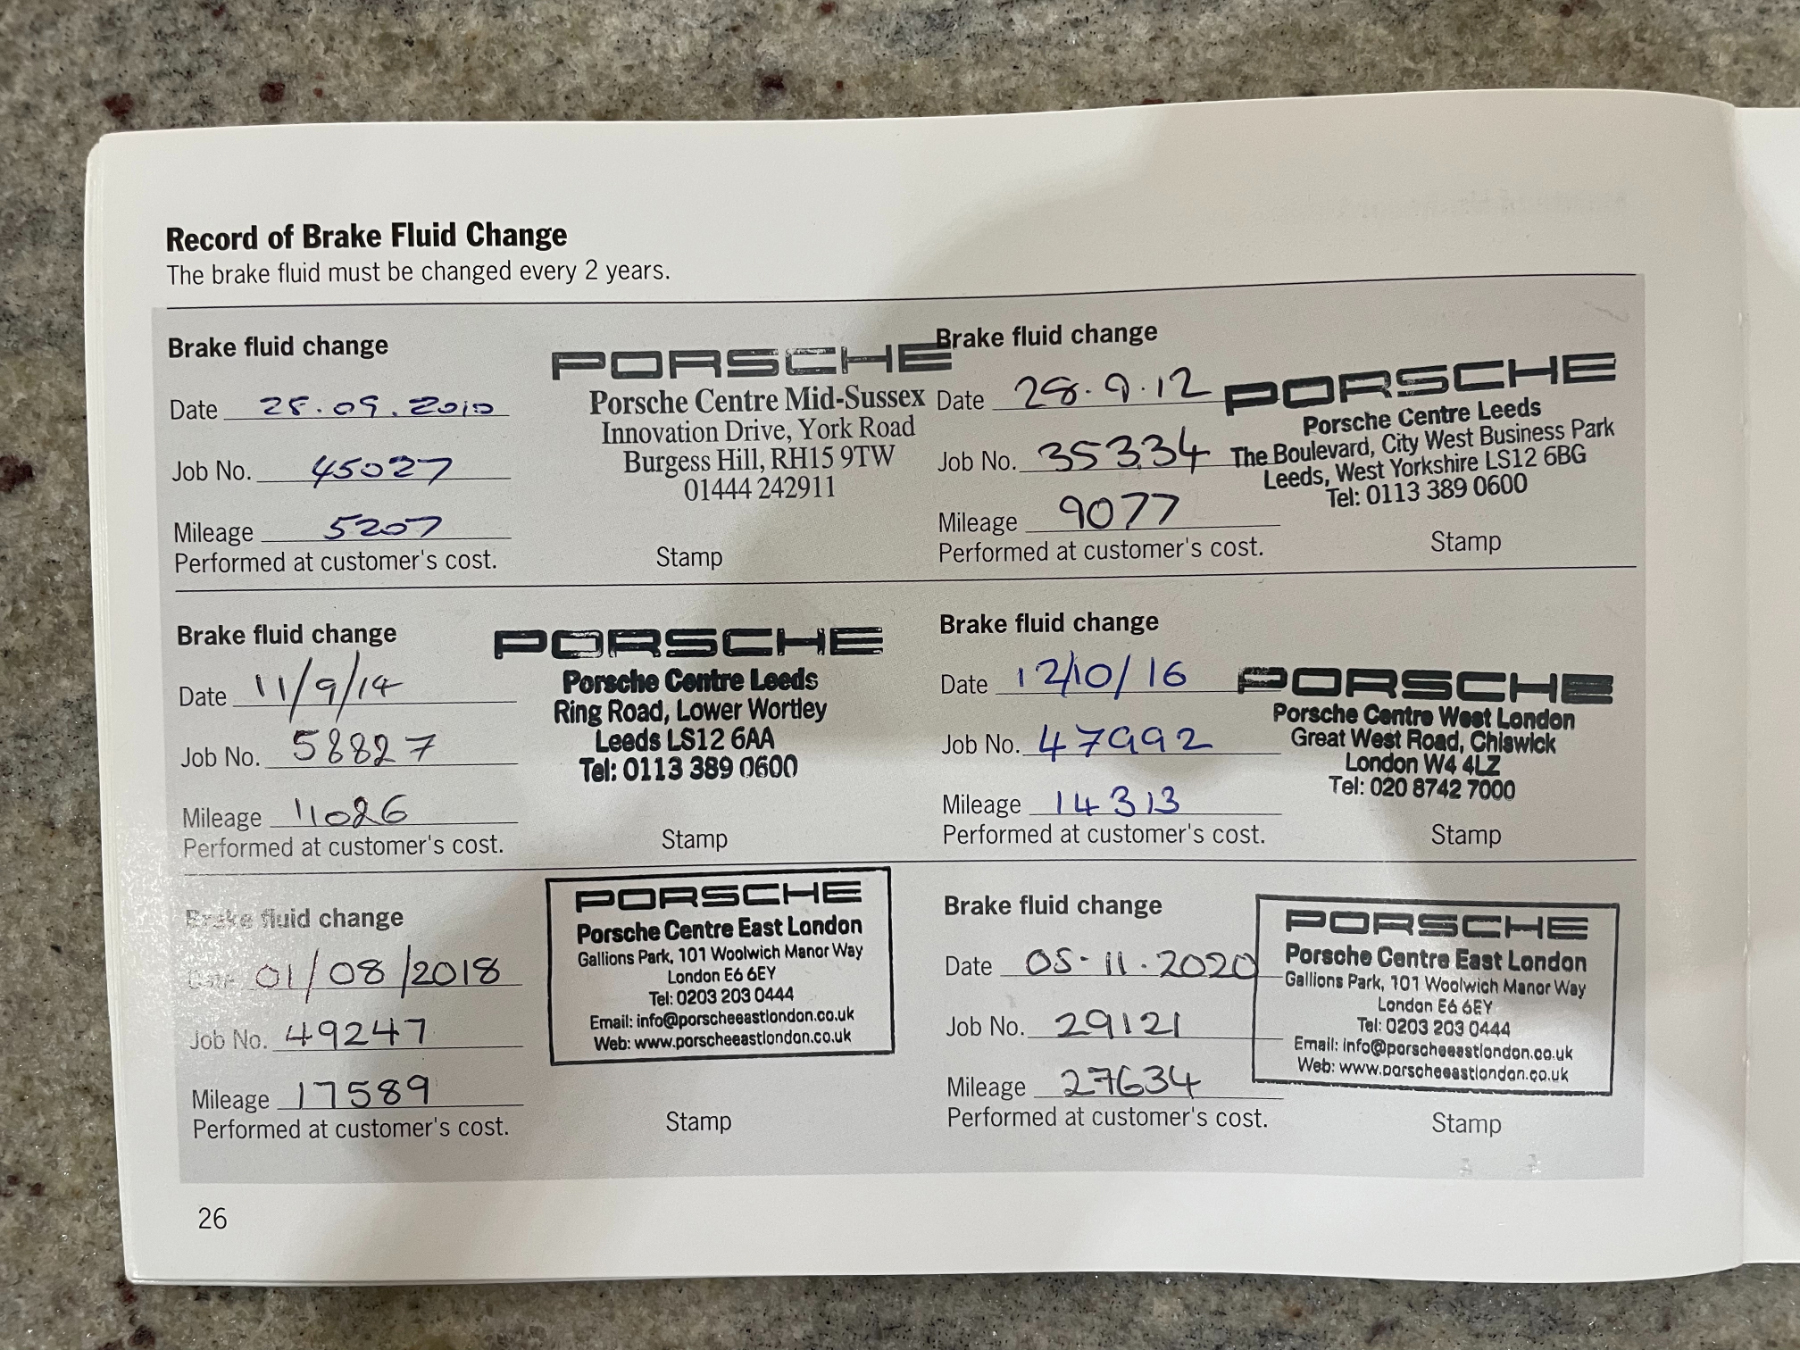 Record of Brake Fluid Change
The brake fluid must be changed every 2 years.
Brake fluid change
Date 28.09.2010
Job No. 45027
Mileage 5207
Performed at customer's cost.
PORSCHE
Porsche Centre Mid-Sussex
Innovation Drive, York Road
Burgess Hill, RH15 9TW
01444 242911
Stamp
Brake fluid change
Date 28.9.12
Job No. 35334
Mileage 9077
Performed at customer's cost.
PORSCHE
Porsche Centre Leeds
The Boulevard, City West Business Park
Leeds, West Yorkshire LS12 6BG
Tel: 0113 389 0600
Stamp
Brake fluid change
Date 11/9/14
Job No. 58827
Mileage 11026
Performed at customer's cost.
PORSCHE
Porsche Centre Leeds
Ring Road, Lower Wortley
Leeds LS12 6AA
Tel: 0113 389 0600
Stamp
Brake fluid change
Date 12/10/16
Job No. 47992
Mileage 14313
Performed at customer's cost.
PORSCHE
Porsche Centre West London
Great West Road, Chiswick
London W4 4LZ
Tel: 020 8742 7000
Stamp
Brake fluid change
Date 01/08/2018
Job No. 49247
Mileage 17589
Performed at customer's cost.
PORSCHE
Porsche Centre East London
Gallions Park, 101 Woolwich Manor Way
London E6 6EY
Tel: 0203 203 0444
Email: info@porscheeastlondon.co.uk
Web: www.porscheeastlondon.co.uk
Stamp
Brake fluid change
Date 05.11.2020
Job No. 29121
Mileage 27634
Performed at customer's cost.
PORSCHE
Porsche Centre East London
Gallions Park, 101 Woolwich Manor Way
London E6 6EY
Tel: 0203 203 0444
Email: info@porscheeastlondon.co.uk
Web: www.porscheeastlondon.co.uk
Stamp
26